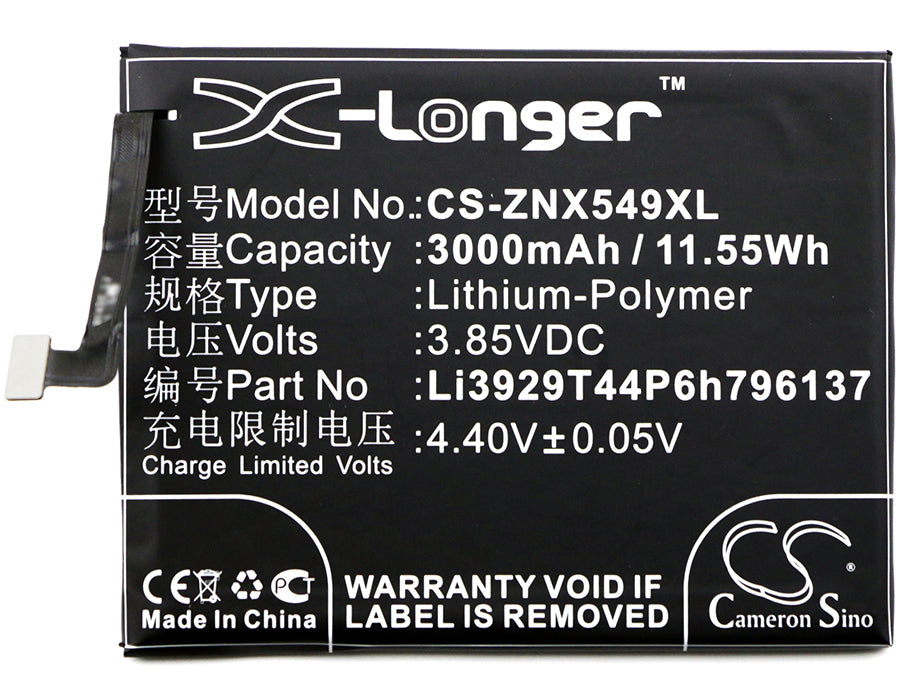 X-Longer™
型号Model No.:CS-ZNX549XL
容量Capacity :3000mAh / 11.55Wh
规格Type :Lithium-Polymer
电压Volts :3.85VDC
编号Part No :Li3929T44P6h796137
充电限制电压 :4.40V±0.05V
Charge Limited Volts
CE PCT
Made in China
WARRANTY VOID IF
LABEL IS REMOVED
CS®
Cameron Sino